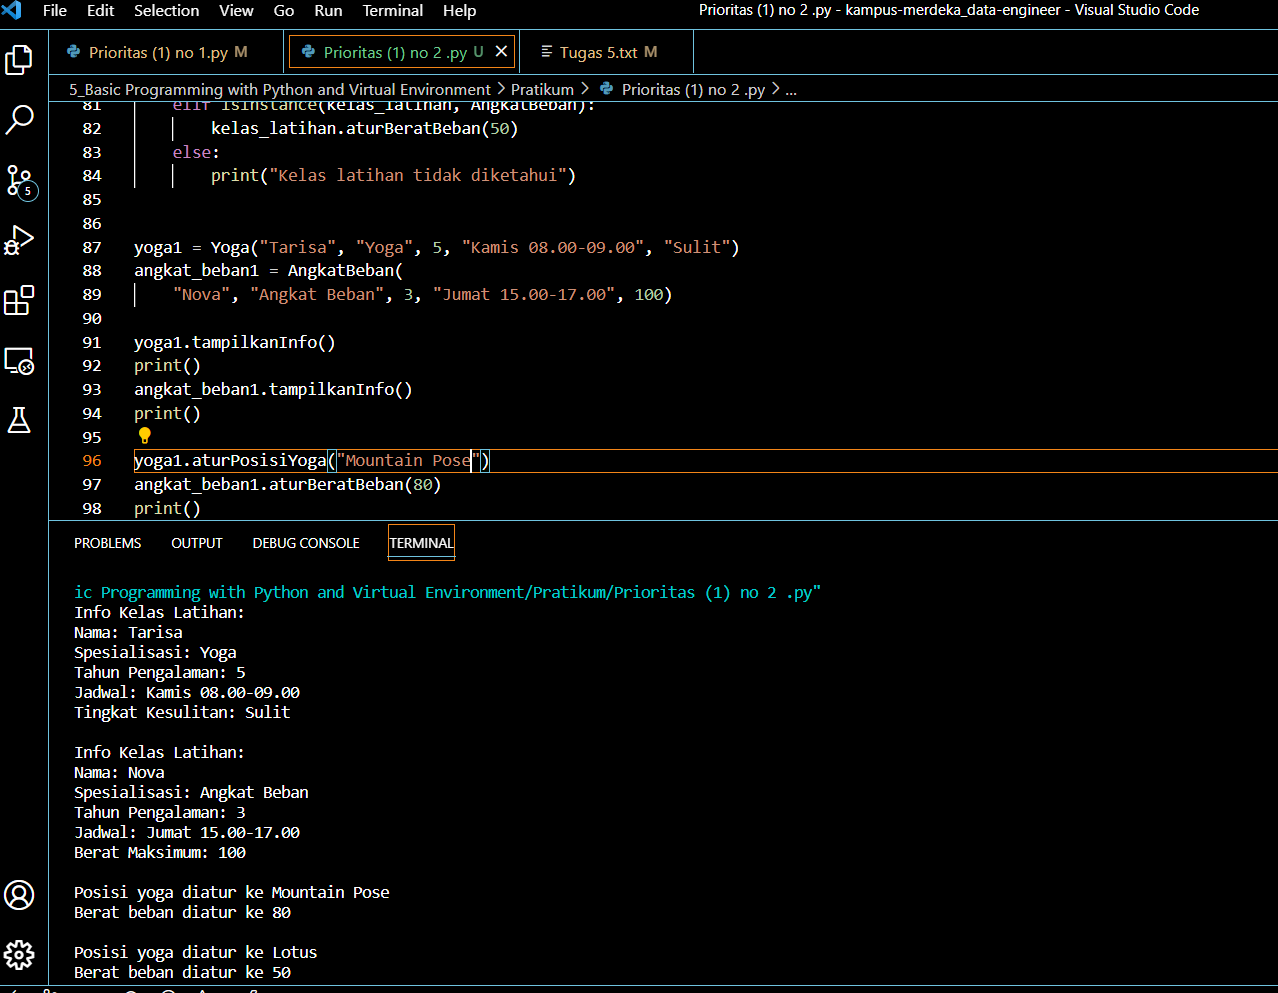 File Edit Selection View Go Run Terminal Help
Prioritas (1) no 2 .py - kampus-merdeka_data-engineer - Visual Studio Code
Prioritas (1) no 1.py M
Prioritas (1) no 2 .py U
Tugas 5.txt M
5_Basic Programming with Python and Virtual Environment > Pratikum > Prioritas (1) no 2 .py > ...
81 elif isinstance(kelas_latihan, AngkatBeban):
82 kelas_latihan.aturBeratBeban(50)
83 else:
84 print("Kelas latihan tidak diketahui")
85
86
87 yoga1 = Yoga("Tarisa", "Yoga", 5, "Kamis 08.00-09.00", "Sulit")
88 angkat_beban1 = AngkatBeban(
89 "Nova", "Angkat Beban", 3, "Jumat 15.00-17.00", 100)
90
91 yoga1.tampilkanInfo()
92 print()
93 angkat_beban1.tampilkanInfo()
94 print()
95
96 yoga1.aturPosisiYoga("Mountain Pose")
97 angkat_beban1.aturBeratBeban(80)
98 print()
5
PROBLEMS OUTPUT DEBUG CONSOLE TERMINAL
ic Programming with Python and Virtual Environment/Pratikum/Prioritas (1) no 2 .py"
Info Kelas Latihan:
Nama: Tarisa
Spesialisasi: Yoga
Tahun Pengalaman: 5
Jadwal: Kamis 08.00-09.00
Tingkat Kesulitan: Sulit
Info Kelas Latihan:
Nama: Nova
Spesialisasi: Angkat Beban
Tahun Pengalaman: 3
Jadwal: Jumat 15.00-17.00
Berat Maksimum: 100
Posisi yoga diatur ke Mountain Pose
Berat beban diatur ke 80
Posisi yoga diatur ke Lotus
Berat beban diatur ke 50